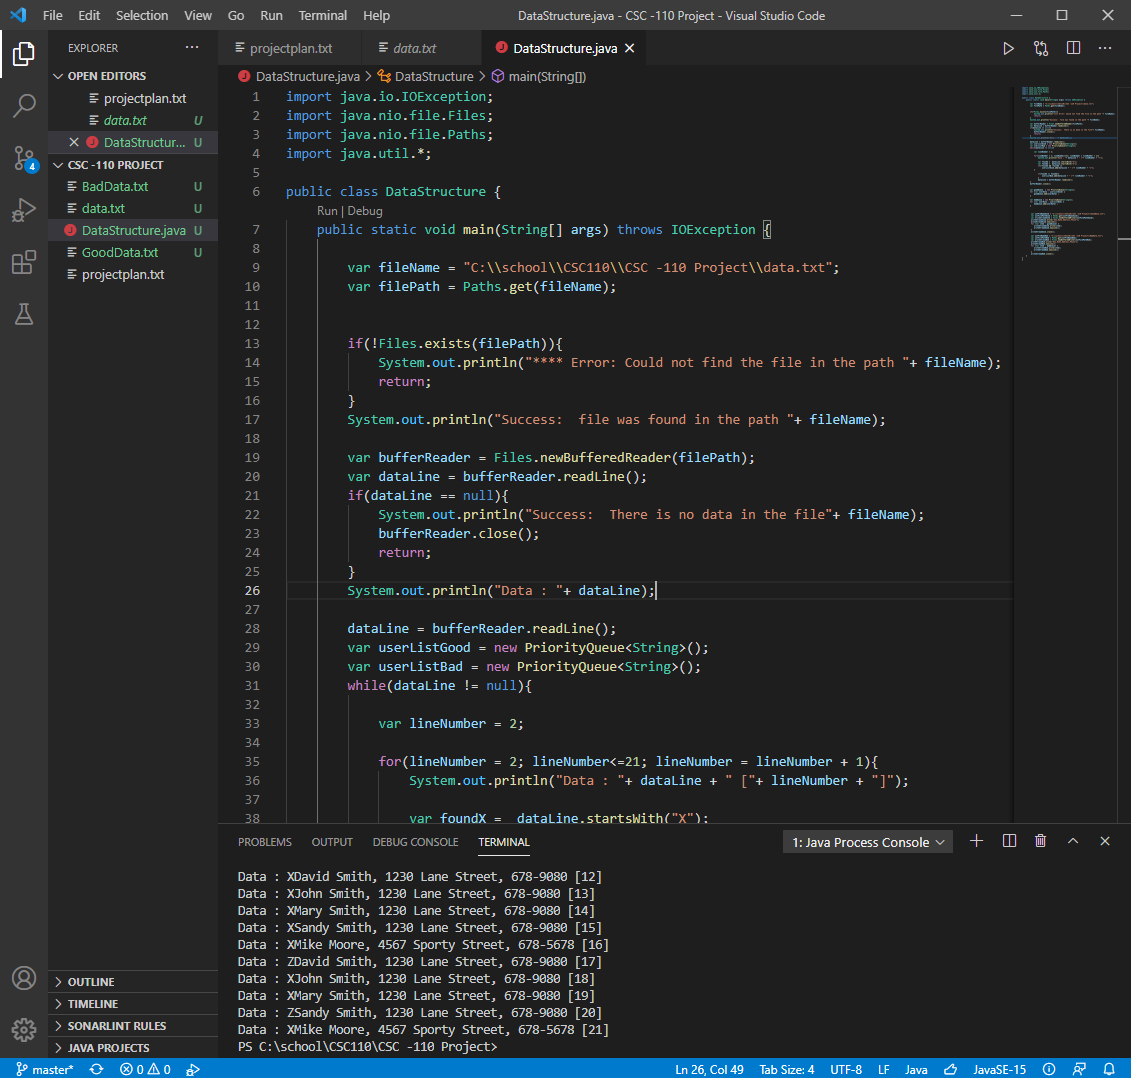 File Edit Selection View Go Run Terminal Help DataStructure.java - CSC -110 Project - Visual Studio Code
EXPLORER ···
OPEN EDITORS
projectplan.txt
data.txt U
DataStructur... U
CSC -110 PROJECT
BadData.txt U
data.txt U
DataStructure.java U
GoodData.txt U
projectplan.txt
OUTLINE
TIMELINE
SONARLINT RULES
JAVA PROJECTS
4
projectplan.txt data.txt DataStructure.java
DataStructure.java > DataStructure > main(String[])
1 import java.io.IOException;
2 import java.nio.file.Files;
3 import java.nio.file.Paths;
4 import java.util.*;
5
6 public class DataStructure {
Run | Debug
7 public static void main(String[] args) throws IOException {
8
9 var fileName = "C:\\school\\CSC110\\CSC -110 Project\\data.txt";
10 var filePath = Paths.get(fileName);
11
12
13 if(!Files.exists(filePath)){
14 System.out.println("**** Error: Could not find the file in the path "+ fileName);
15 return;
16 }
17 System.out.println("Success:  file was found in the path "+ fileName);
18
19 var bufferReader = Files.newBufferedReader(filePath);
20 var dataLine = bufferReader.readLine();
21 if(dataLine == null){
22 System.out.println("Success:  There is no data in the file"+ fileName);
23 bufferReader.close();
24 return;
25 }
26 System.out.println("Data : "+ dataLine);
27
28 dataLine = bufferReader.readLine();
29 var userListGood = new PriorityQueue<String>();
30 var userListBad = new PriorityQueue<String>();
31 while(dataLine != null){
32
33 var lineNumber = 2;
34
35 for(lineNumber = 2; lineNumber<=21; lineNumber = lineNumber + 1){
36 System.out.println("Data : "+ dataLine + " ["+ lineNumber + "]");
37
38 var foundX =  dataLine.startsWith("X");
PROBLEMS OUTPUT DEBUG CONSOLE TERMINAL 1: Java Process Console
Data : XDavid Smith, 1230 Lane Street, 678-9080 [12]
Data : XJohn Smith, 1230 Lane Street, 678-9080 [13]
Data : XMary Smith, 1230 Lane Street, 678-9080 [14]
Data : XSandy Smith, 1230 Lane Street, 678-9080 [15]
Data : XMike Moore, 4567 Sporty Street, 678-5678 [16]
Data : ZDavid Smith, 1230 Lane Street, 678-9080 [17]
Data : XJohn Smith, 1230 Lane Street, 678-9080 [18]
Data : XMary Smith, 1230 Lane Street, 678-9080 [19]
Data : ZSandy Smith, 1230 Lane Street, 678-9080 [20]
Data : XMike Moore, 4567 Sporty Street, 678-5678 [21]
PS C:\school\CSC110\CSC -110 Project>
master* 0 0 Ln 26, Col 49 Tab Size: 4 UTF-8 LF Java JavaSE-15